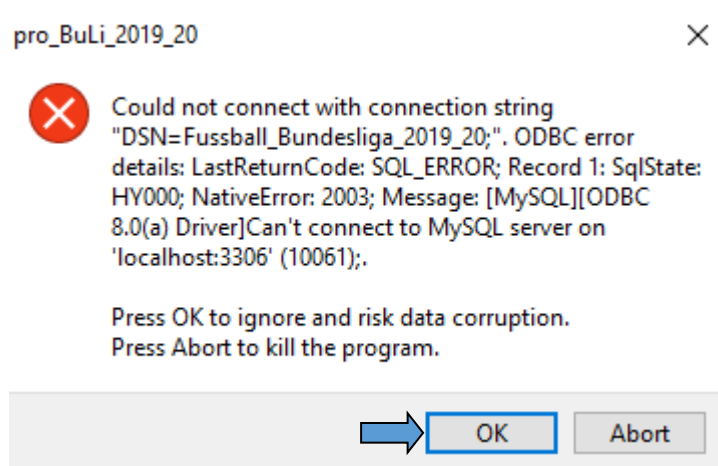 pro_BuLi_2019_20
Could not connect with connection string
"DSN=Fussball_Bundesliga_2019_20;". ODBC error
details: LastReturnCode: SQL_ERROR; Record 1: SqlState:
HY000; NativeError: 2003; Message: [MySQL][ODBC
8.0(a) Driver]Can't connect to MySQL server on
'localhost:3306' (10061);.
Press OK to ignore and risk data corruption.
Press Abort to kill the program.
OK Abort